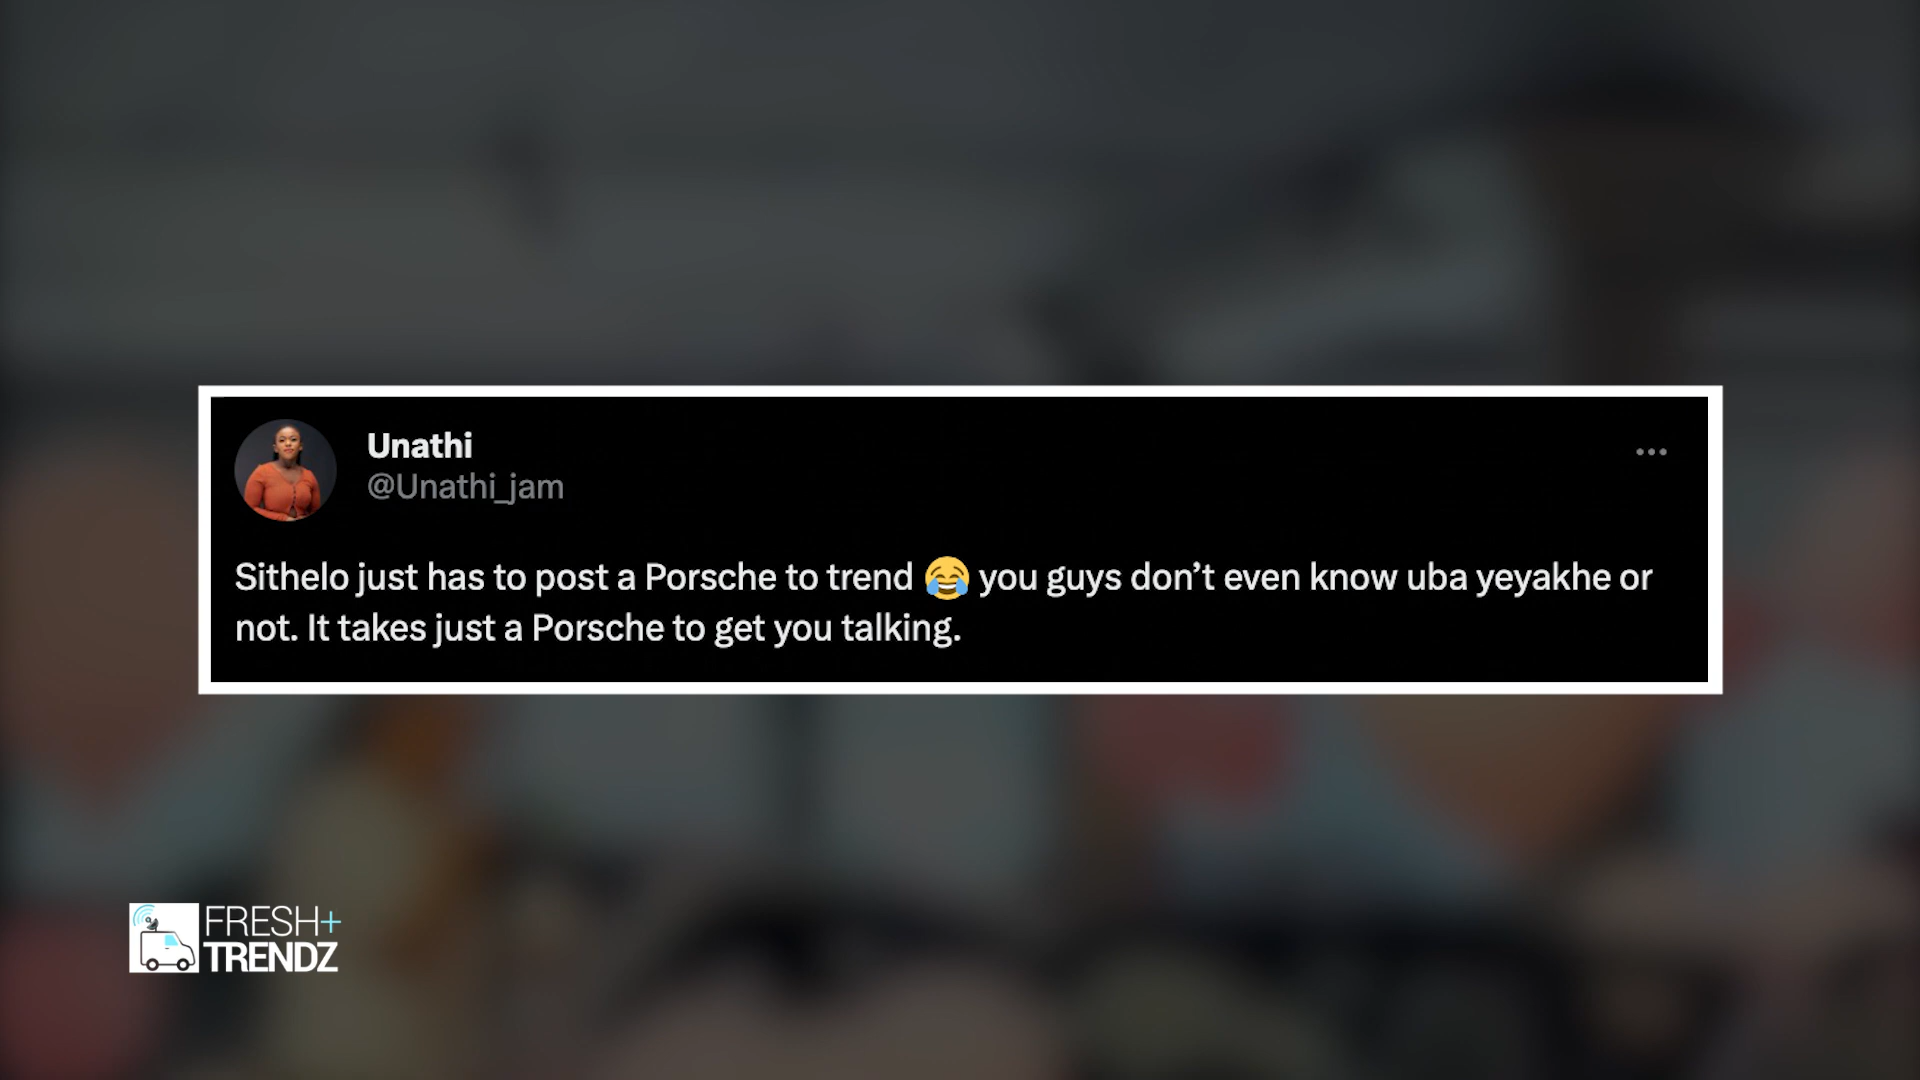 Unathi
@Unathi_jam
Sithelo just has to post a Porsche to trend 😂 you guys don’t even know uba yeyakhe or
not. It takes just a Porsche to get you talking.
FRESH+
TRENDZ